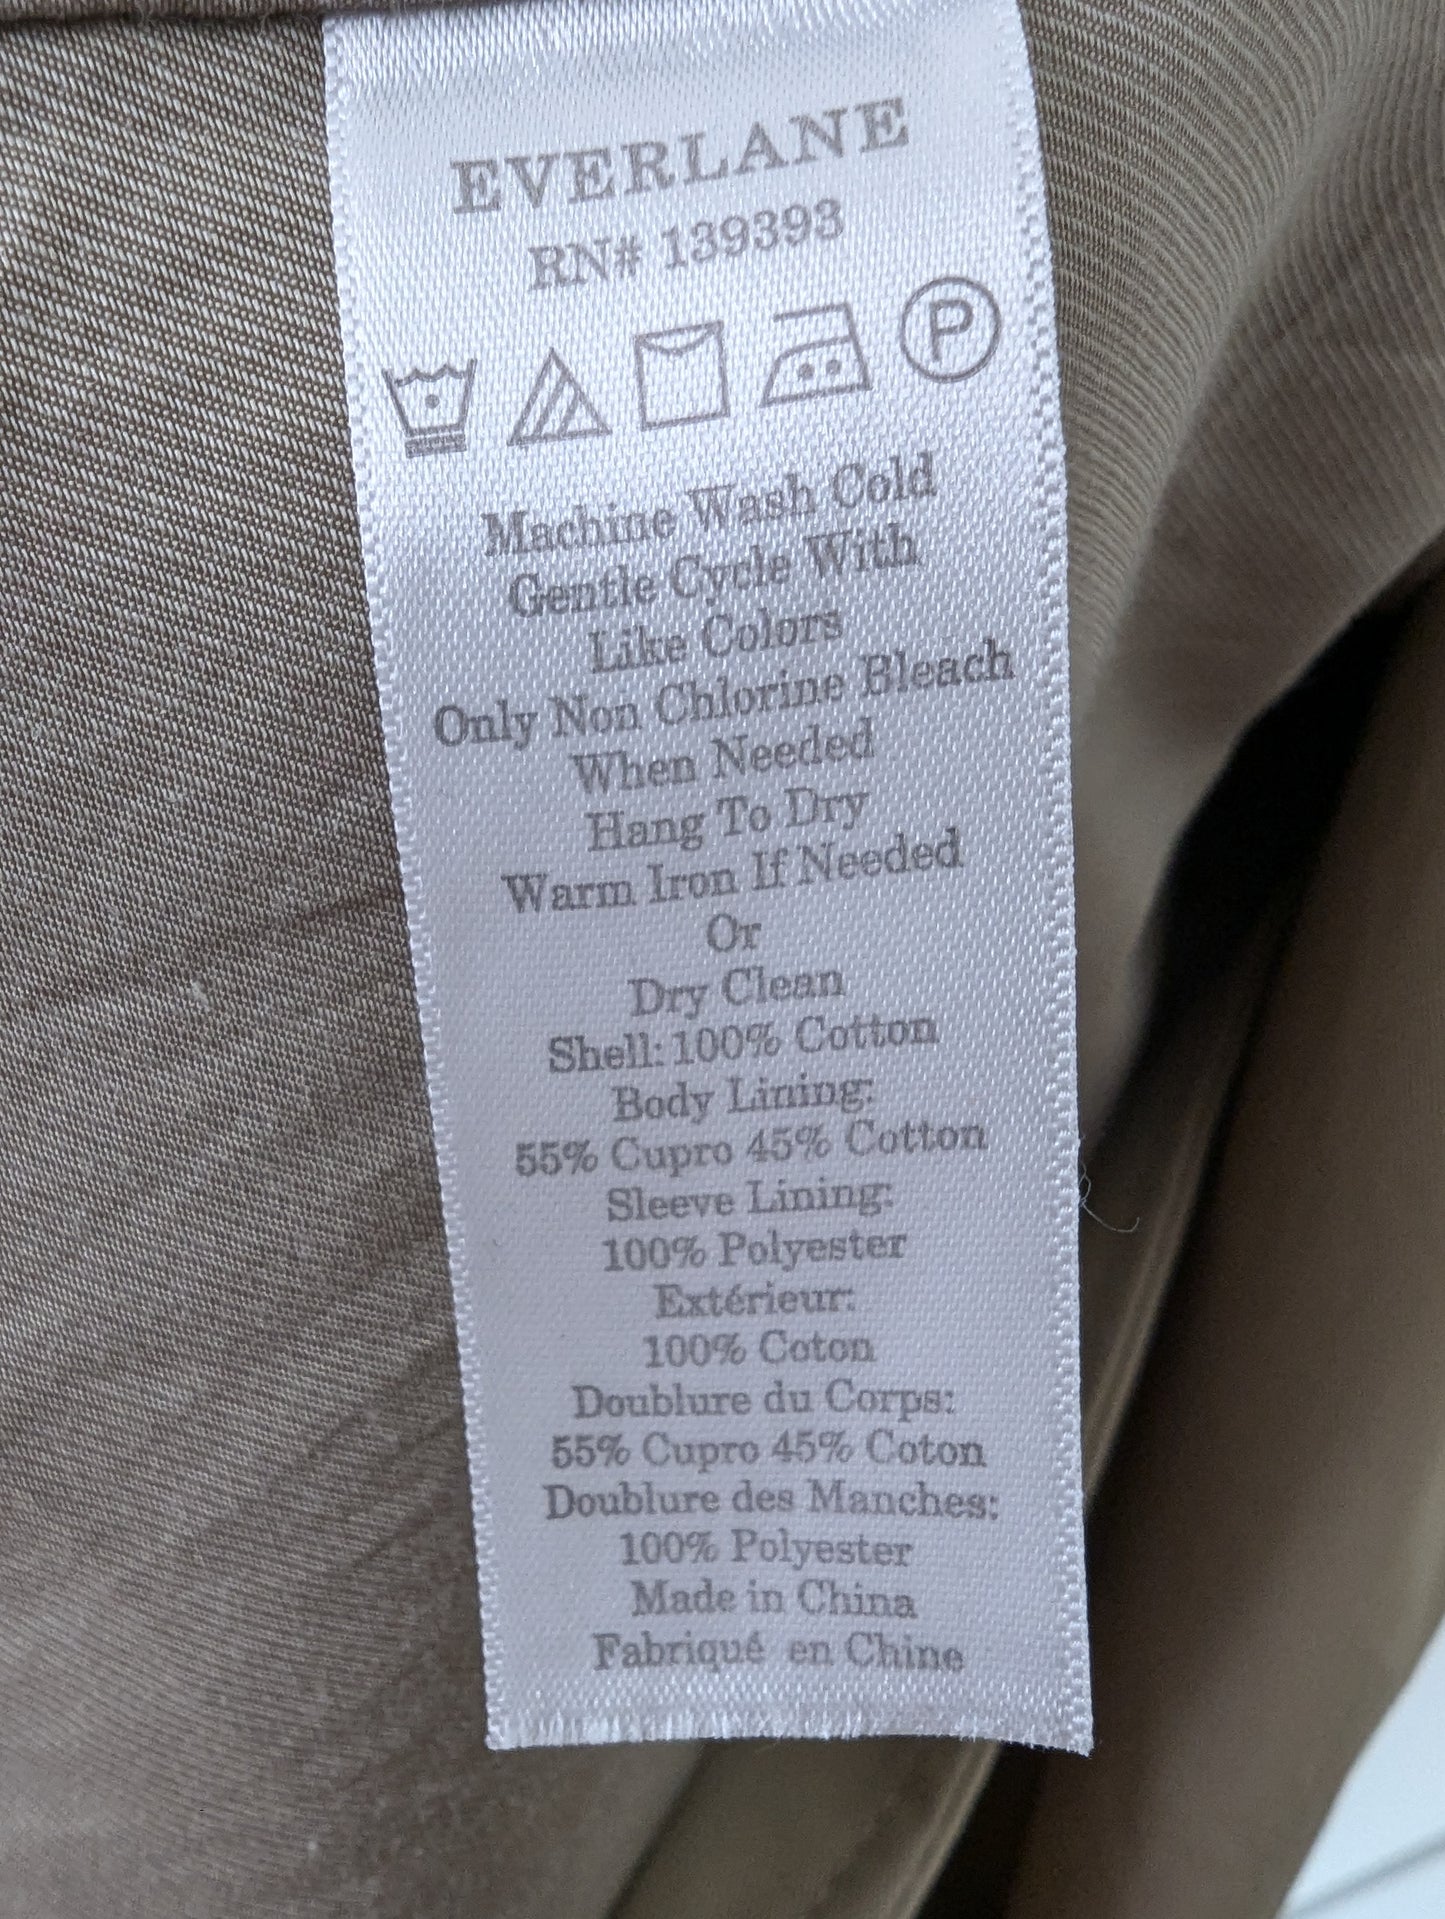 EVERLANE
RN# 139393
P
Machine Wash Cold
Gentle Cycle With
Like Colors
Only Non Chlorine Bleach
When Needed
Hang To Dry
Warm Iron If Needed
Or
Dry Clean
Shell: 100% Cotton
Body Lining:
55% Cupro 45% Cotton
Sleeve Lining:
100% Polyester
Extérieur:
100% Coton
Doublure du Corps:
55% Cupro 45% Coton
Doublure des Manches:
100% Polyester
Made in China
Fabriqué en Chine